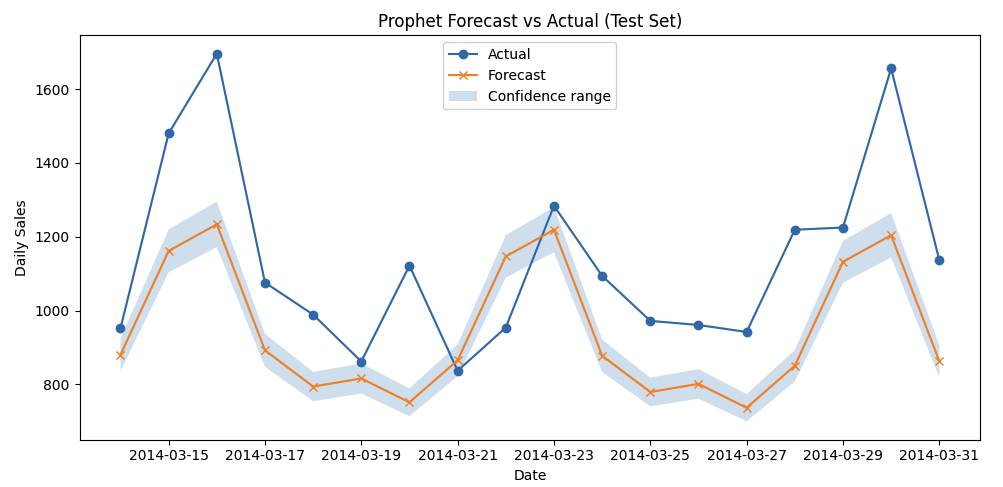 Prophet Forecast vs Actual (Test Set)
Actual
Forecast
Confidence range
Daily Sales
1600
1400
1200
1000
800
2014-03-15 2014-03-17 2014-03-19 2014-03-21 2014-03-23 2014-03-25 2014-03-27 2014-03-29 2014-03-31
Date